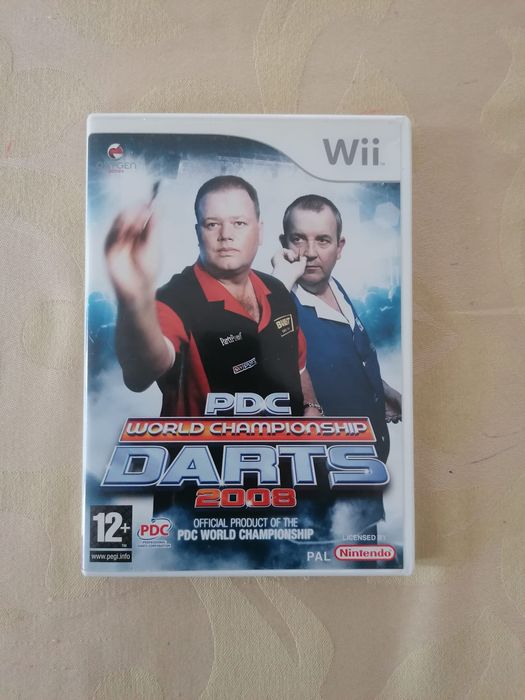 Wii
PartyPoker
PDC
WORLD CHAMPIONSHIP
DARTS
2008
OFFICIAL PRODUCT OF THE
PDC WORLD CHAMPIONSHIP
12+
www.pegi.info
PDC
LICENSED BY
PAL Nintendo